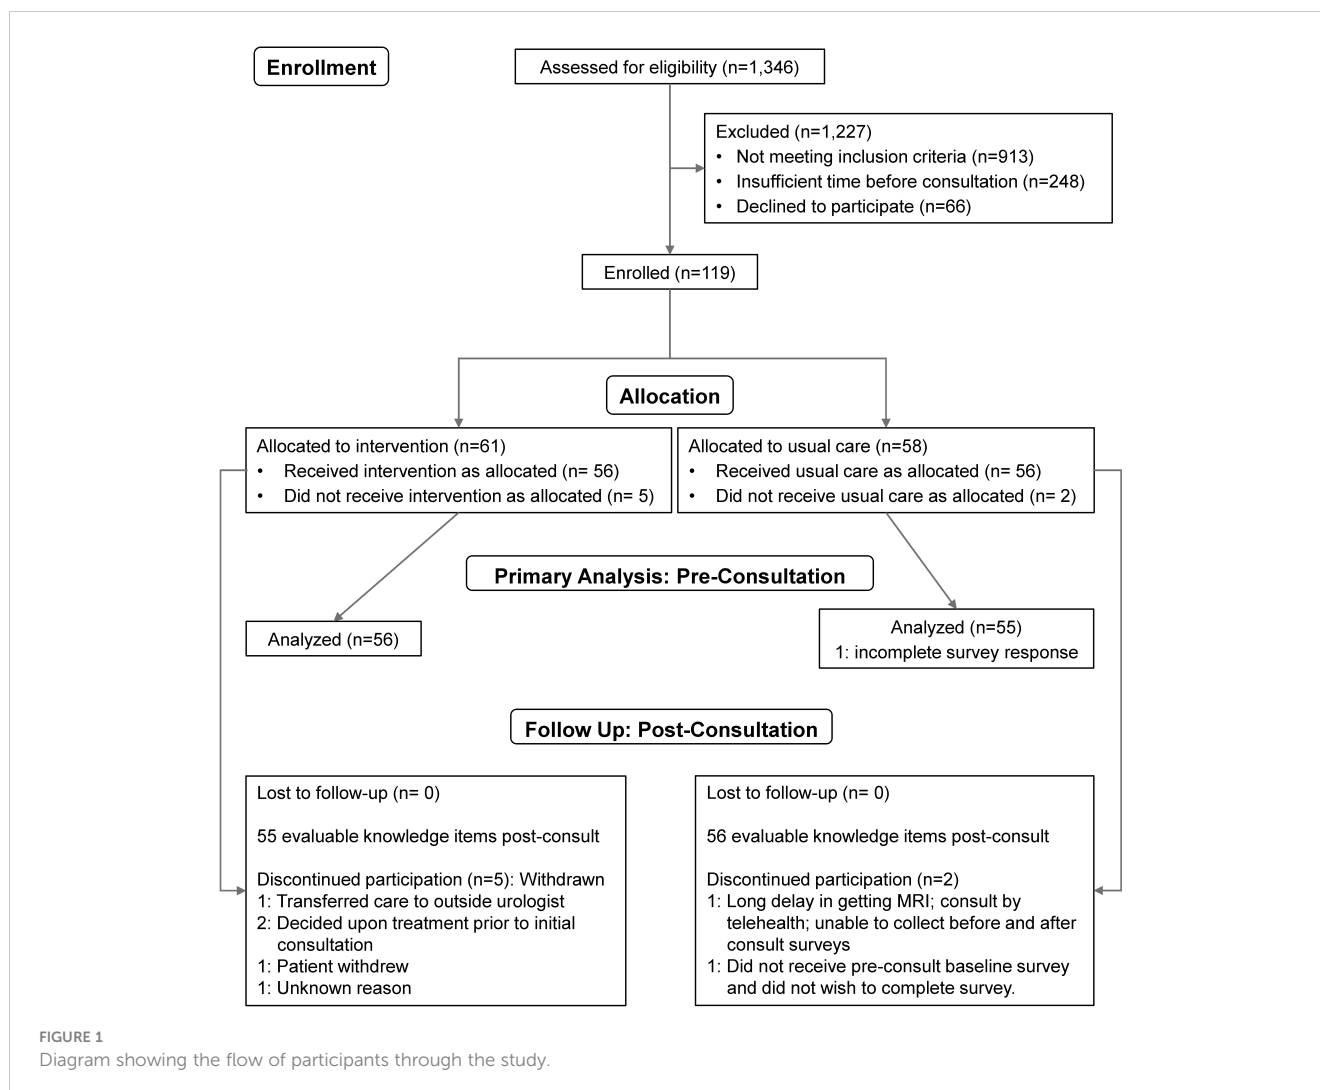 Enrollment
Assessed for eligibility (n=1,346)
Excluded (n=1,227)
• Not meeting inclusion criteria (n=913)
• Insufficient time before consultation (n=248)
• Declined to participate (n=66)
Enrolled (n=119)
Allocation
Allocated to intervention (n=61)
• Received intervention as allocated (n= 56)
• Did not receive intervention as allocated (n= 5)
Allocated to usual care (n=58)
• Received usual care as allocated (n= 56)
• Did not receive usual care as allocated (n= 2)
Primary Analysis: Pre-Consultation
Analyzed (n=56)
Analyzed (n=55)
1: incomplete survey response
Follow Up: Post-Consultation
Lost to follow-up (n= 0)
55 evaluable knowledge items post-consult
Discontinued participation (n=5): Withdrawn
1: Transferred care to outside urologist
2: Decided upon treatment prior to initial
consultation
1: Patient withdrew
1: Unknown reason
Lost to follow-up (n= 0)
56 evaluable knowledge items post-consult
Discontinued participation (n=2)
1: Long delay in getting MRI; consult by
telehealth; unable to collect before and after
consult surveys
1: Did not receive pre-consult baseline survey
and did not wish to complete survey.
FIGURE 1
Diagram showing the flow of participants through the study.